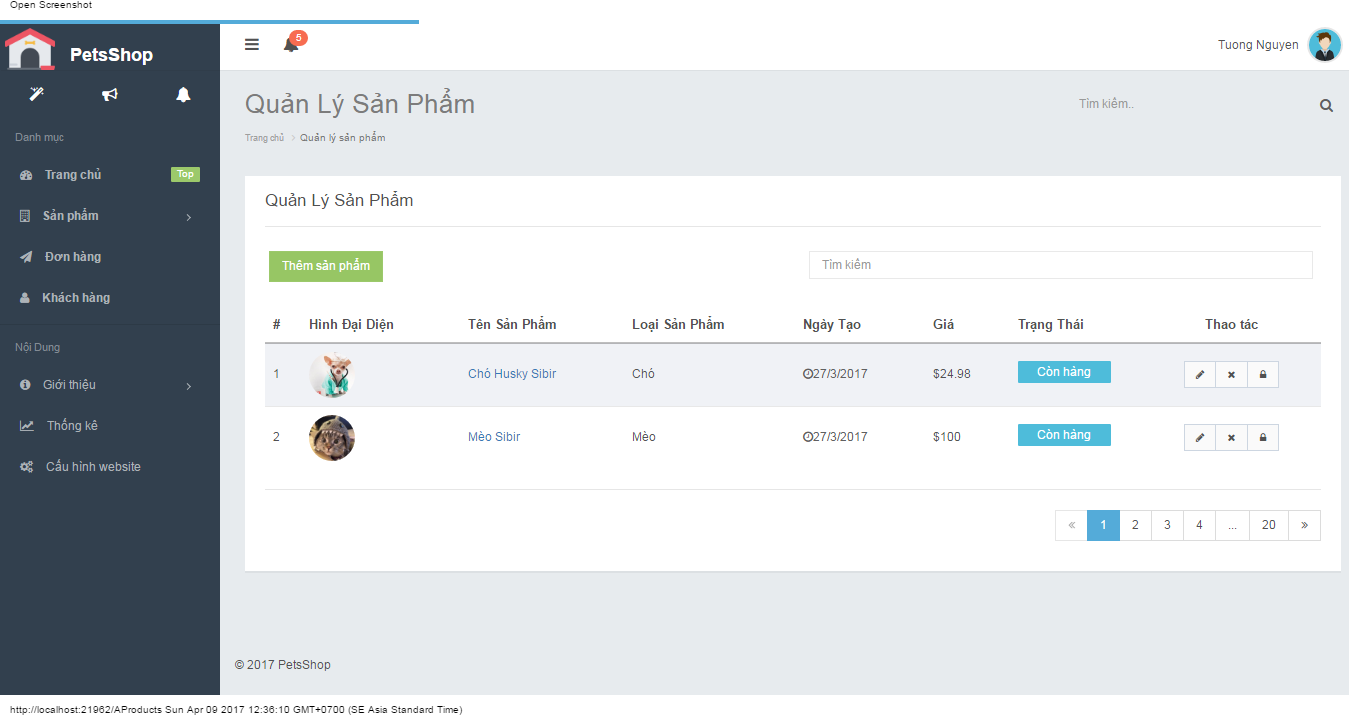 Open Screenshot
PetsShop
5
Tuong Nguyen
Danh mục
Trang chủ Top
Sản phẩm
Đơn hàng
Khách hàng
Nội Dung
Giới thiệu
Thống kê
Cấu hình website
Quản Lý Sản Phẩm
Tìm kiếm..
Trang chủ > Quản lý sản phẩm
Quản Lý Sản Phẩm
Thêm sản phẩm
Tìm kiếm
# Hình Đại Diện Tên Sản Phẩm Loại Sản Phẩm Ngày Tạo Giá Trạng Thái Thao tác
1 Chó Husky Sibir Chó 27/3/2017 $24.98 Còn hàng
2 Mèo Sibir Mèo 27/3/2017 $100 Còn hàng
« 1 2 3 4 ... 20 »
© 2017 PetsShop
http://localhost:21962/AProducts Sun Apr 09 2017 12:36:10 GMT+0700 (SE Asia Standard Time)